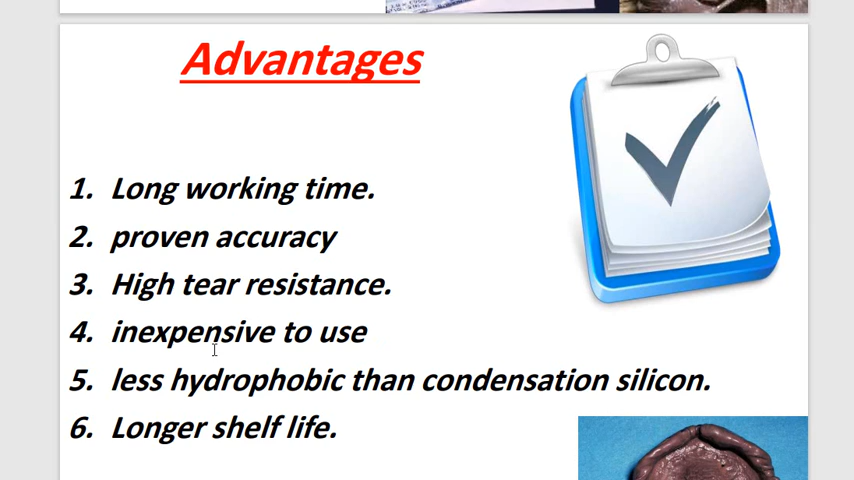 Advantages
1. Long working time.
2. proven accuracy
3. High tear resistance.
4. inexpensive to use
5. less hydrophobic than condensation silicon.
6. Longer shelf life.